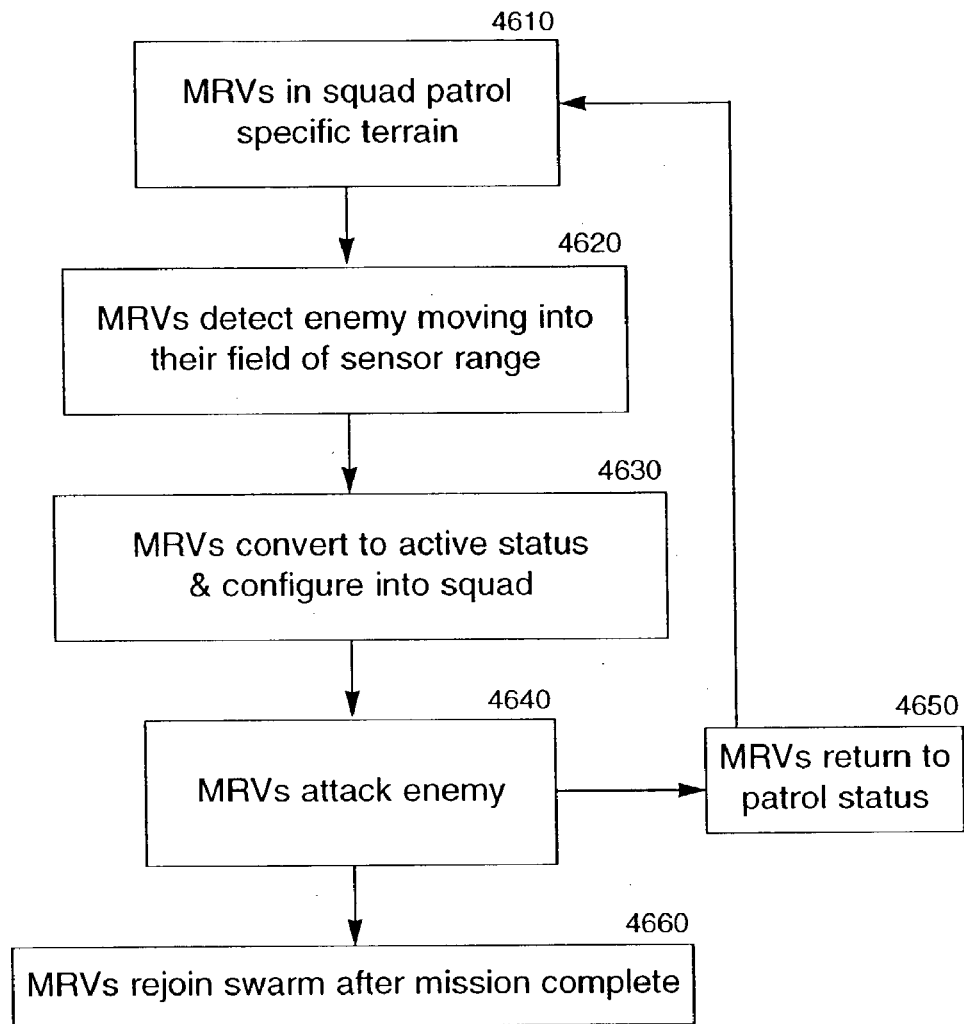 4610
MRVs in squad patrol
specific terrain
4620
MRVs detect enemy moving into
their field of sensor range
4630
MRVs convert to active status
& configure into squad
4640
MRVs attack enemy
4650
MRVs return to
patrol status
4660
MRVs rejoin swarm after mission complete